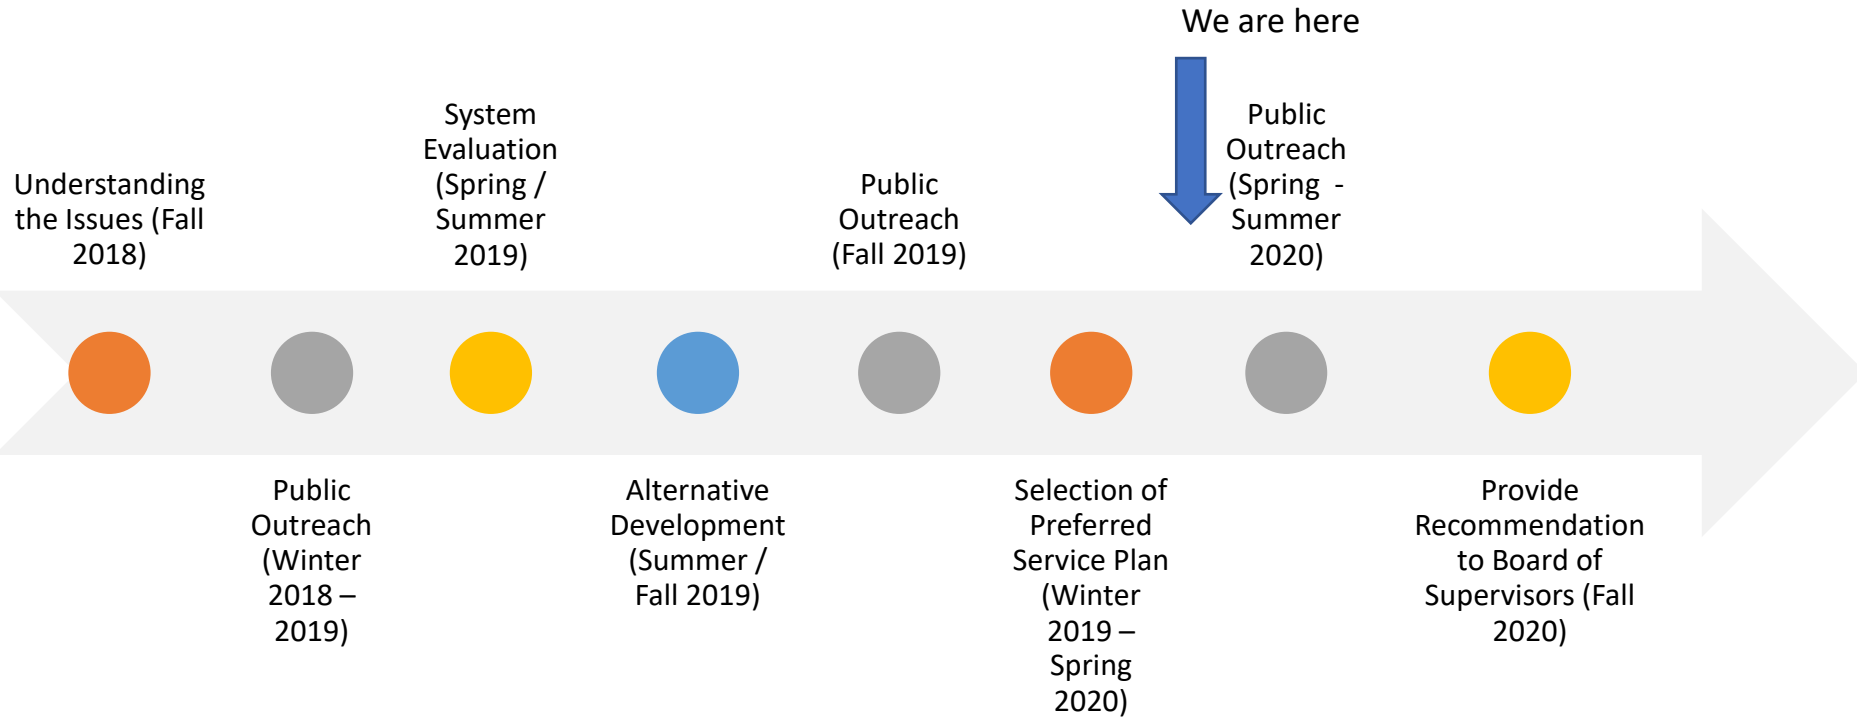 We are here
Understanding
the Issues (Fall
2018)
Public
Outreach
(Winter
2018 –
2019)
System
Evaluation
(Spring /
Summer
2019)
Alternative
Development
(Summer /
Fall 2019)
Public
Outreach
(Fall 2019)
Selection of
Preferred
Service Plan
(Winter
2019 –
Spring
2020)
Public
Outreach
(Spring  -
Summer
2020)
Provide
Recommendation
to Board of
Supervisors (Fall
2020)